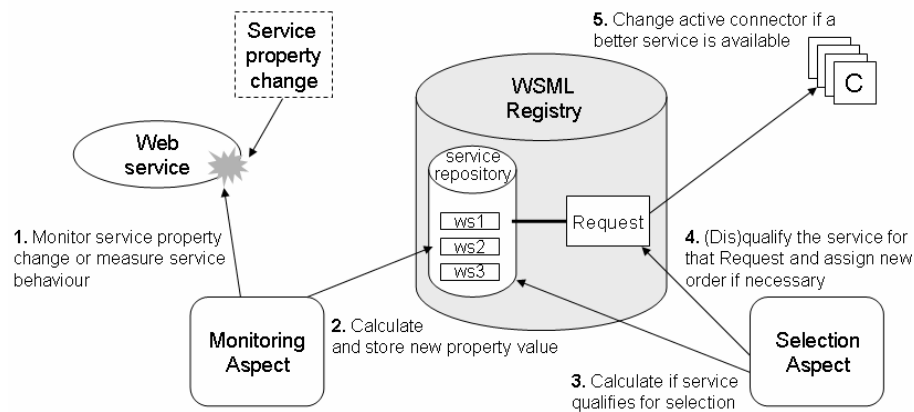 Service
property
change
5. Change active connector if a
better service is available
C
WSML
Registry
Web
service
service
repository
ws1
ws2
ws3
Request
1. Monitor service property
change or measure service
behaviour
4. (Dis)qualify the service for
that Request and assign new
order if necessary
Monitoring
Aspect
2. Calculate
and store new property value
Selection
Aspect
3. Calculate if service
qualifies for selection